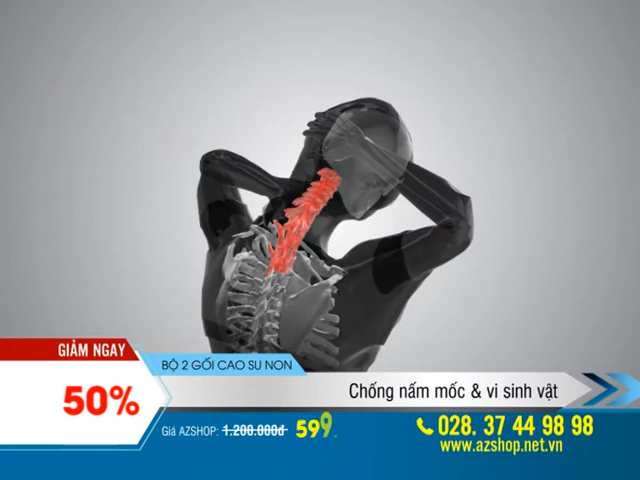 GIẢM NGAY
50%
BỘ 2 GỐI CAO SU NON
Chống nấm mốc & vi sinh vật
Giá AZSHOP: 1.200.000đ 599
028. 37 44 98 98
www.azshop.net.vn